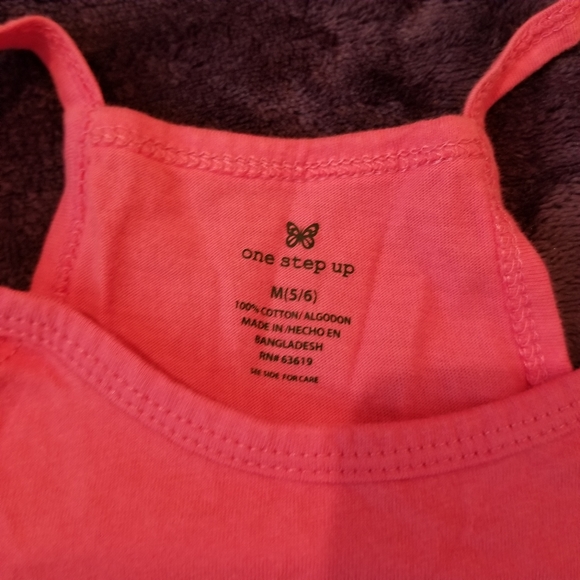 one step up
M(5/6)
100% COTTON/ ALGODON
MADE IN/HECHO EN
BANGLADESH
RN# 63619
SEE SIDE FOR CARE